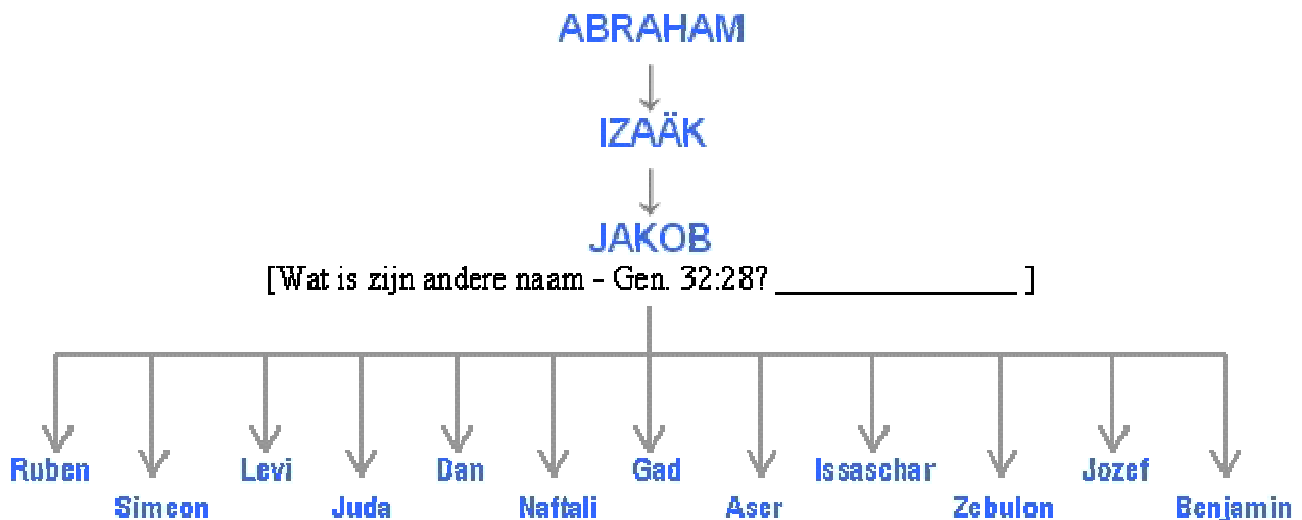 ABRAHAM
IZAÄK
JAKOB
[Wat is zijn andere naam - Gen. 32:28? _______________ ]
Ruben Levi Dan Gad Issaschar Jozef
Simeon Juda Naftali Aser Zebulon Benjamin